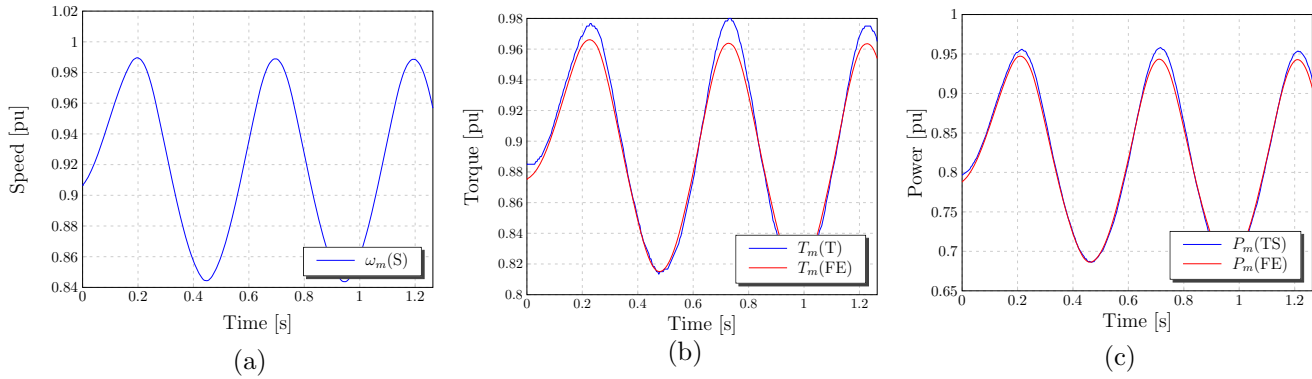 1.02
1
0.98
0.96
0.94
0.92
0.9
0.88
0.86
0.84
Speed [pu]
ωₘ(S)
0 0.2 0.4 0.6 0.8 1 1.2
Time [s]
(a)
0.98
0.96
0.94
0.92
0.9
0.88
0.86
0.84
0.82
0.8
Torque [pu]
Tₘ(T)
Tₘ(FE)
0 0.2 0.4 0.6 0.8 1 1.2
Time [s]
(b)
1
0.95
0.9
0.85
0.8
0.75
0.7
0.65
Power [pu]
Pₘ(TS)
Pₘ(FE)
0 0.2 0.4 0.6 0.8 1 1.2
Time [s]
(c)